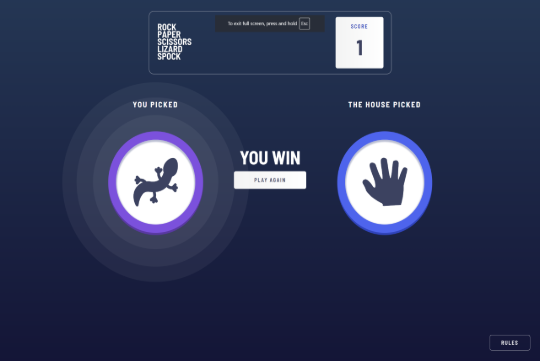 ROCK
PAPER
SCISSORS
LIZARD
SPOCK
To exit full screen, press and hold Esc
SCORE
1
YOU PICKED
THE HOUSE PICKED
YOU WIN
PLAY AGAIN
RULES